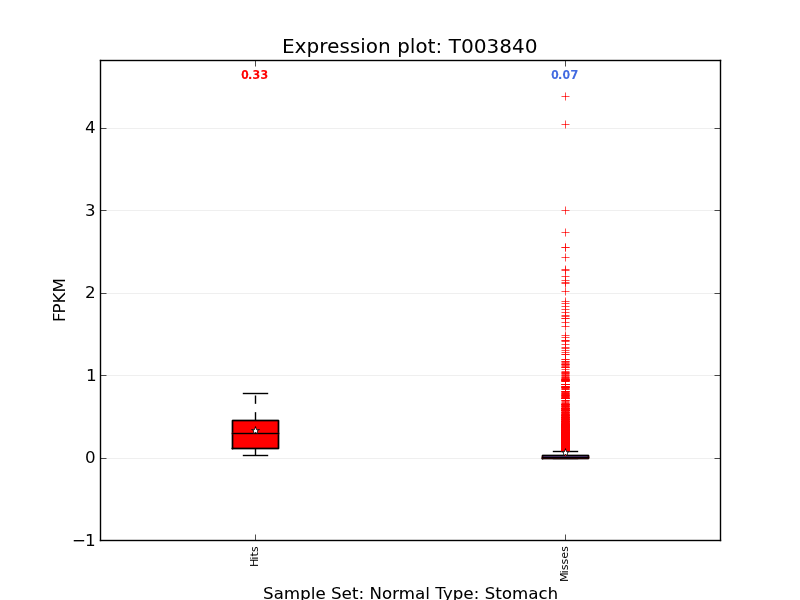 Expression plot: T003840
0.33
0.07
4
3
2
1
0
−1
FPKM
Hits
Misses
Sample Set: Normal Type: Stomach